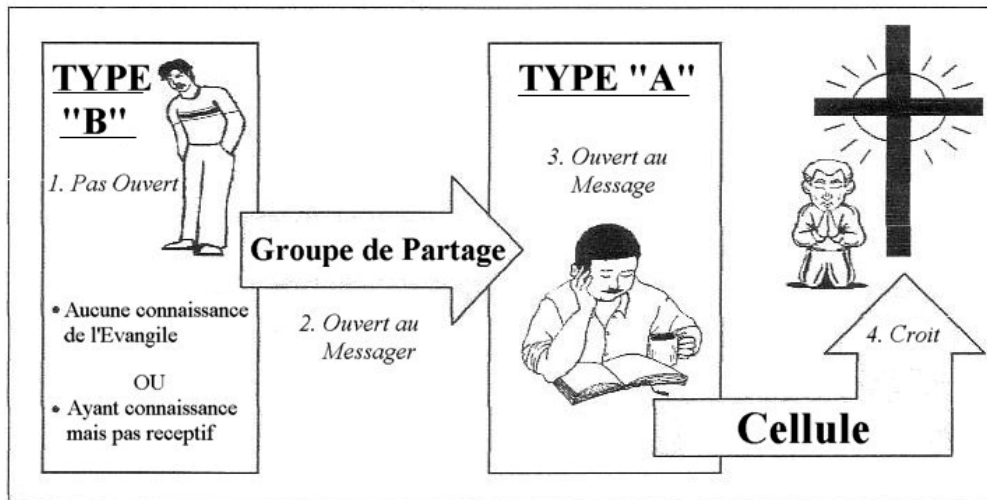 TYPE
"B"
1. Pas Ouvert
• Aucune connaissance
de l'Evangile
OU
• Ayant connaissance
mais pas receptif
Groupe de Partage
2. Ouvert au
Messager
TYPE "A"
3. Ouvert au
Message
Cellule
4. Croit